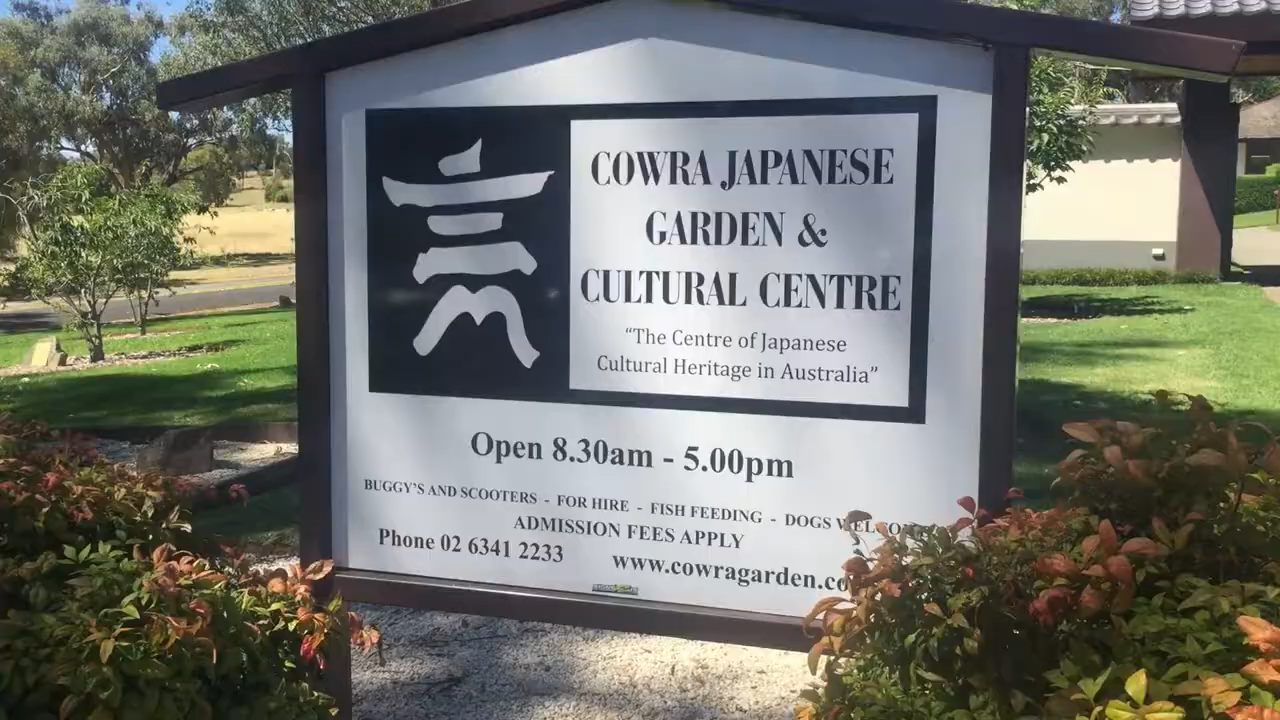 COWRA JAPANESE
GARDEN &
CULTURAL CENTRE
“The Centre of Japanese
Cultural Heritage in Australia”
Open 8.30am - 5.00pm
BUGGY'S AND SCOOTERS - FOR HIRE - FISH FEEDING - DOGS
ADMISSION FEES APPLY
Phone 02 6341 2233 www.cowragarden.co